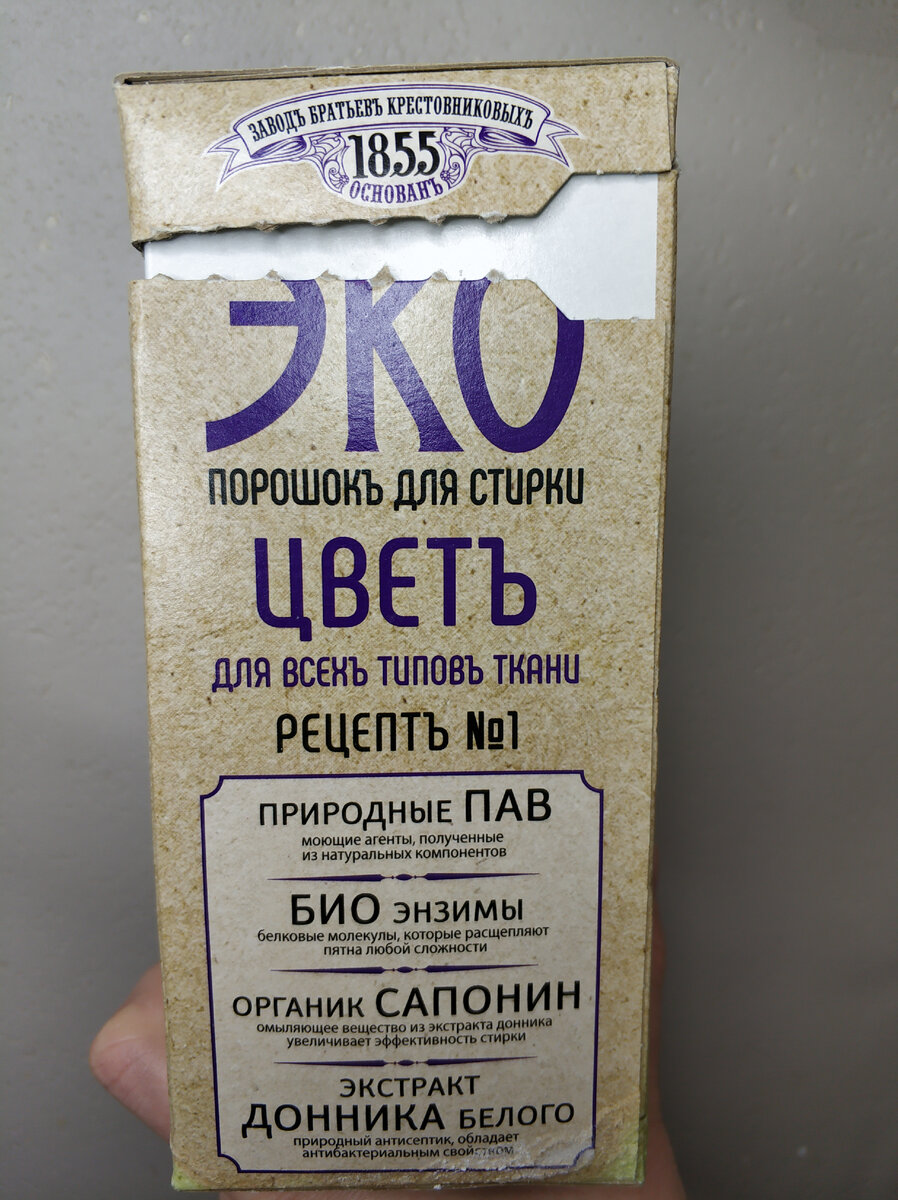 ЗАВОДЪ БРАТЬЕВЪ КРЕСТОВНИКОВЫХЪ
1855
ОСНОВАНЪ
ЭКО
ПОРОШОКЪ ДЛЯ СТИРКИ
ЦВЕТЪ
ДЛЯ ВСЕХЪ ТИПОВЪ ТКАНИ
РЕЦЕПТЪ №1
ПРИРОДНЫЕ ПАВ
моющие агенты, полученные
из натуральных компонентов
БИО ЭНЗИМЫ
белковые молекулы, которые расщепляют
пятна любой сложности
ОРГАНИК САПОНИН
омыляющее вещество из экстракта донника
увеличивает эффективность стирки
ЭКСТРАКТ
ДОННИКА БЕЛОГО
природный антисептик, обладает
антибактериальным свойством